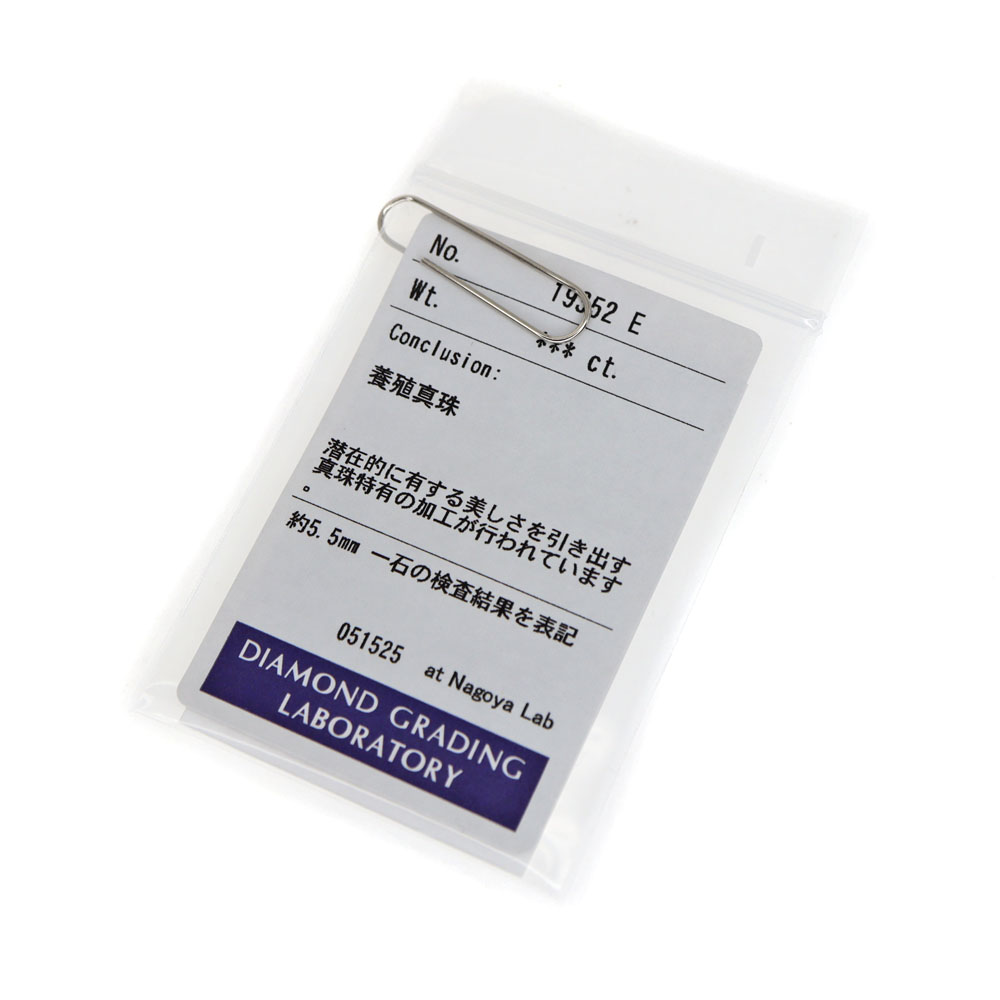 No. 19352 E
Wt. *** ct.
Conclusion:
養殖真珠
潜在的に有する美しさを引き出す
真珠特有の加工が行われています
。
約5.5mm 一石の検査結果を表記
051525 at Nagoya Lab
DIAMOND GRADING
LABORATORY